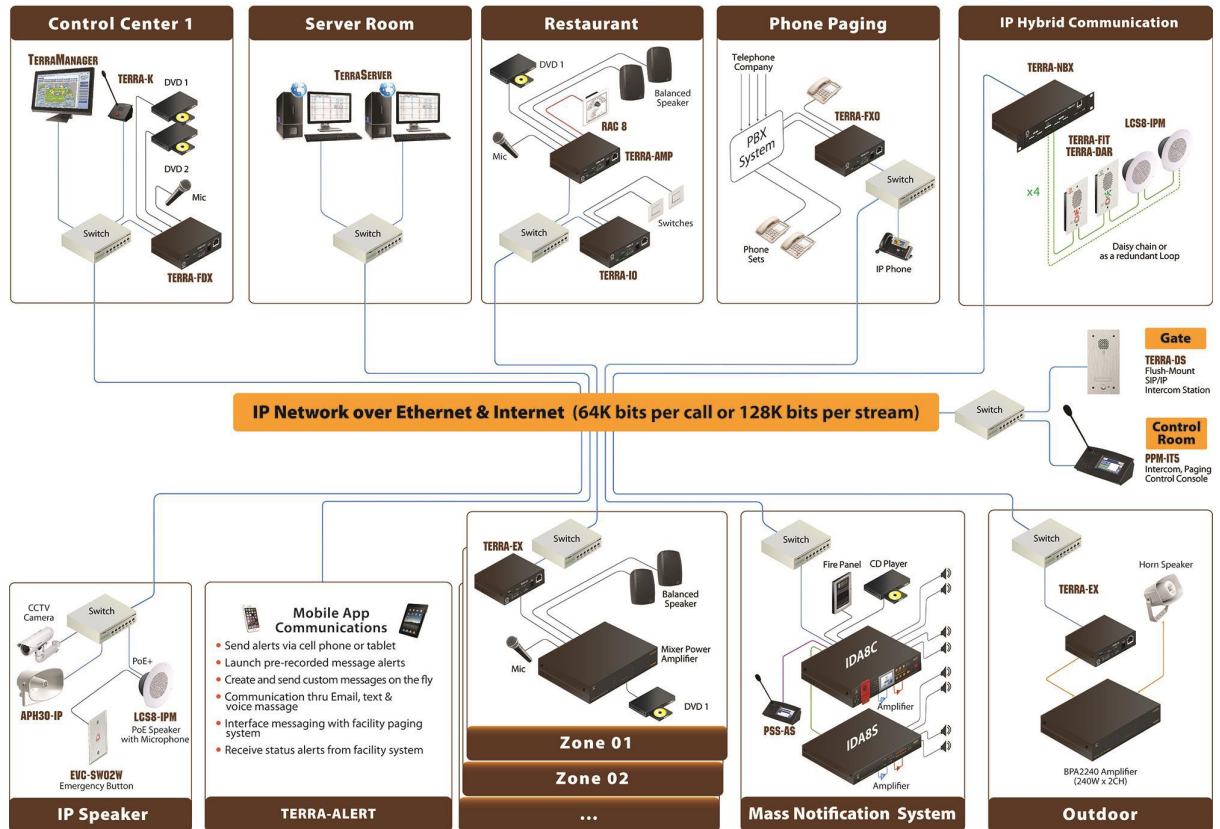 Control Center 1
TERRAMANAGER
TERRA-K
DVD 1
DVD 2
Mic
Switch
TERRA-FDX
Server Room
TERRASERVER
Switch
Restaurant
DVD 1
Balanced
Speaker
RAC 8
Mic
TERRA-AMP
Switch
Switches
TERRA-IO
Phone Paging
Telephone
Company
PBX
System
TERRA-FXO
Switch
Phone
Sets
IP Phone
IP Hybrid Communication
TERRA-NBX
LCS8-IPM
TERRA-FIT
TERRA-DAR
x4
Daisy chain or
as a redundant Loop
IP Network over Ethernet & Internet (64K bits per call or 128K bits per stream)
Switch
Gate
TERRA-DS
Flush-Mount
SIP/IP
Intercom Station
Control
Room
PPM-IT5
Intercom, Paging
Control Console
CCTV
Camera
Switch
PoE+
APH30-IP
LCS8-IPM
PoE Speaker
with Microphone
EVC-SW02W
Emergency Button
IP Speaker
Mobile App
Communications
• Send alerts via cell phone or tablet
• Launch pre-recorded message alerts
• Create and send custom messages on the fly
• Communication thru Email, text &
voice massage
• Interface messaging with facility paging
system
• Receive status alerts from facility system
TERRA-ALERT
TERRA-EX
Switch
Balanced
Speaker
Mic
Mixer Power
Amplifier
DVD 1
Zone 01
Zone 02
...
Switch
Fire Panel
CD Player
IDA8C
Amplifier
PSS-AS
IDA8S
Amplifier
Mass Notification System
Switch
Horn Speaker
TERRA-EX
BPA2240 Amplifier
(240W x 2CH)
Outdoor